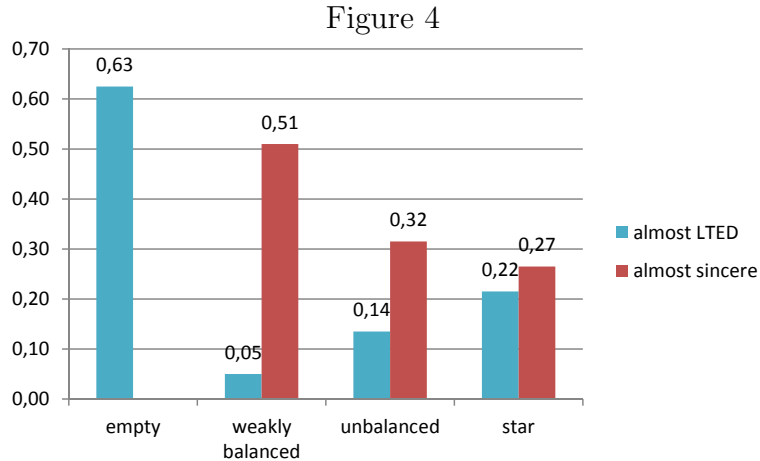 Figure 4
0,70
0,60
0,50
0,40
0,30
0,20
0,10
0,00
0,63
0,05
0,51
0,14
0,32
0,22
0,27
empty
weakly
balanced
unbalanced
star
almost LTED
almost sincere